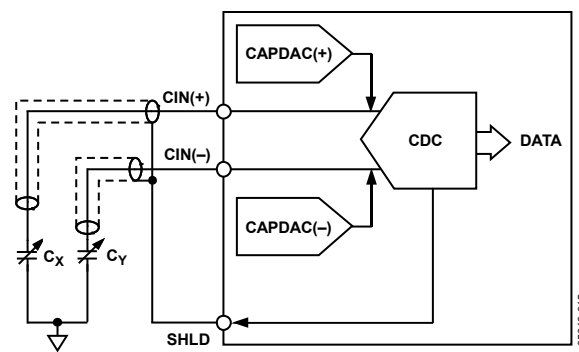 CAPDAC(+)
CIN(+)
CDC
DATA
CIN(–)
CAPDAC(–)
CX
CY
SHLD